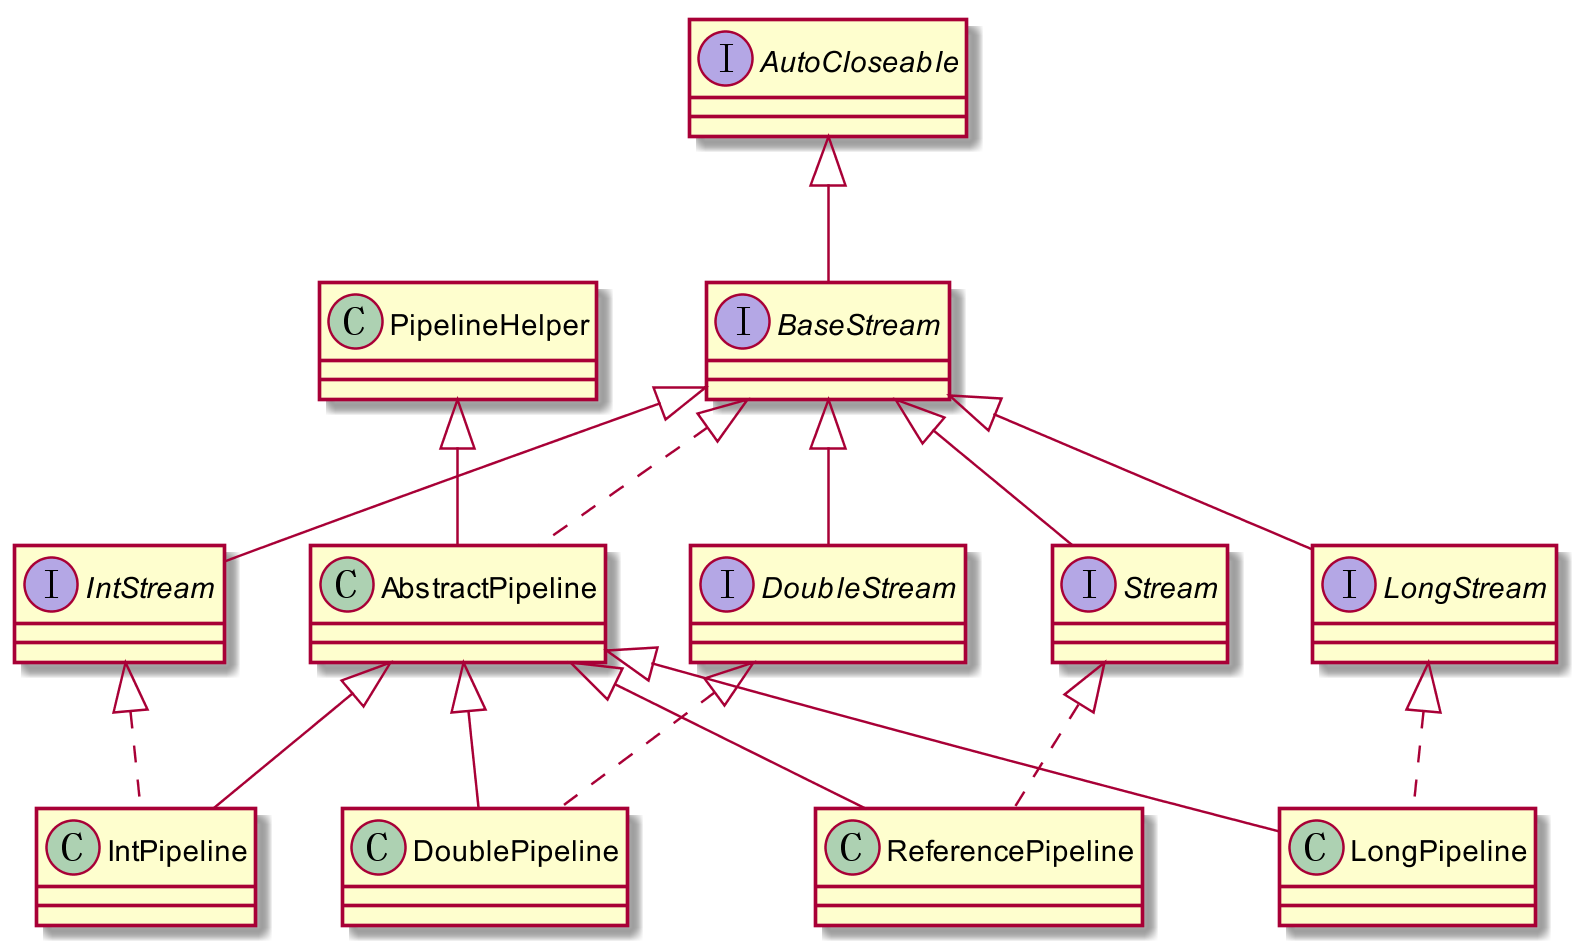 I AutoCloseable
C PipelineHelper
I BaseStream
I IntStream
C AbstractPipeline
I DoubleStream
I Stream
I LongStream
C IntPipeline
C DoublePipeline
C ReferencePipeline
C LongPipeline